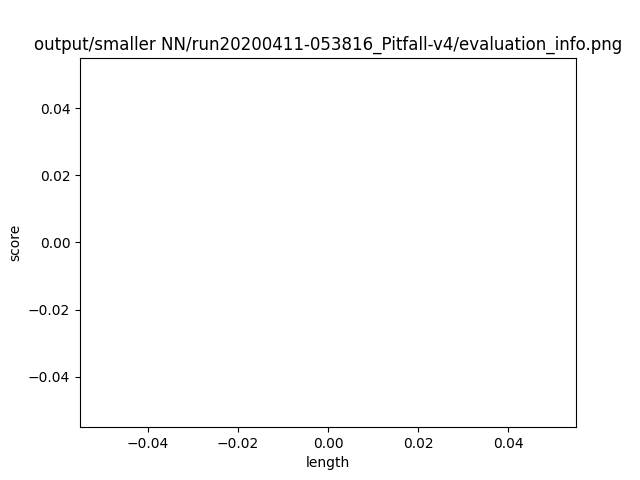 output/smaller NN/run20200411-053816_Pitfall-v4/evaluation_info.png
0.04
0.02
0.00
−0.02
−0.04
score
−0.04 −0.02 0.00 0.02 0.04
length